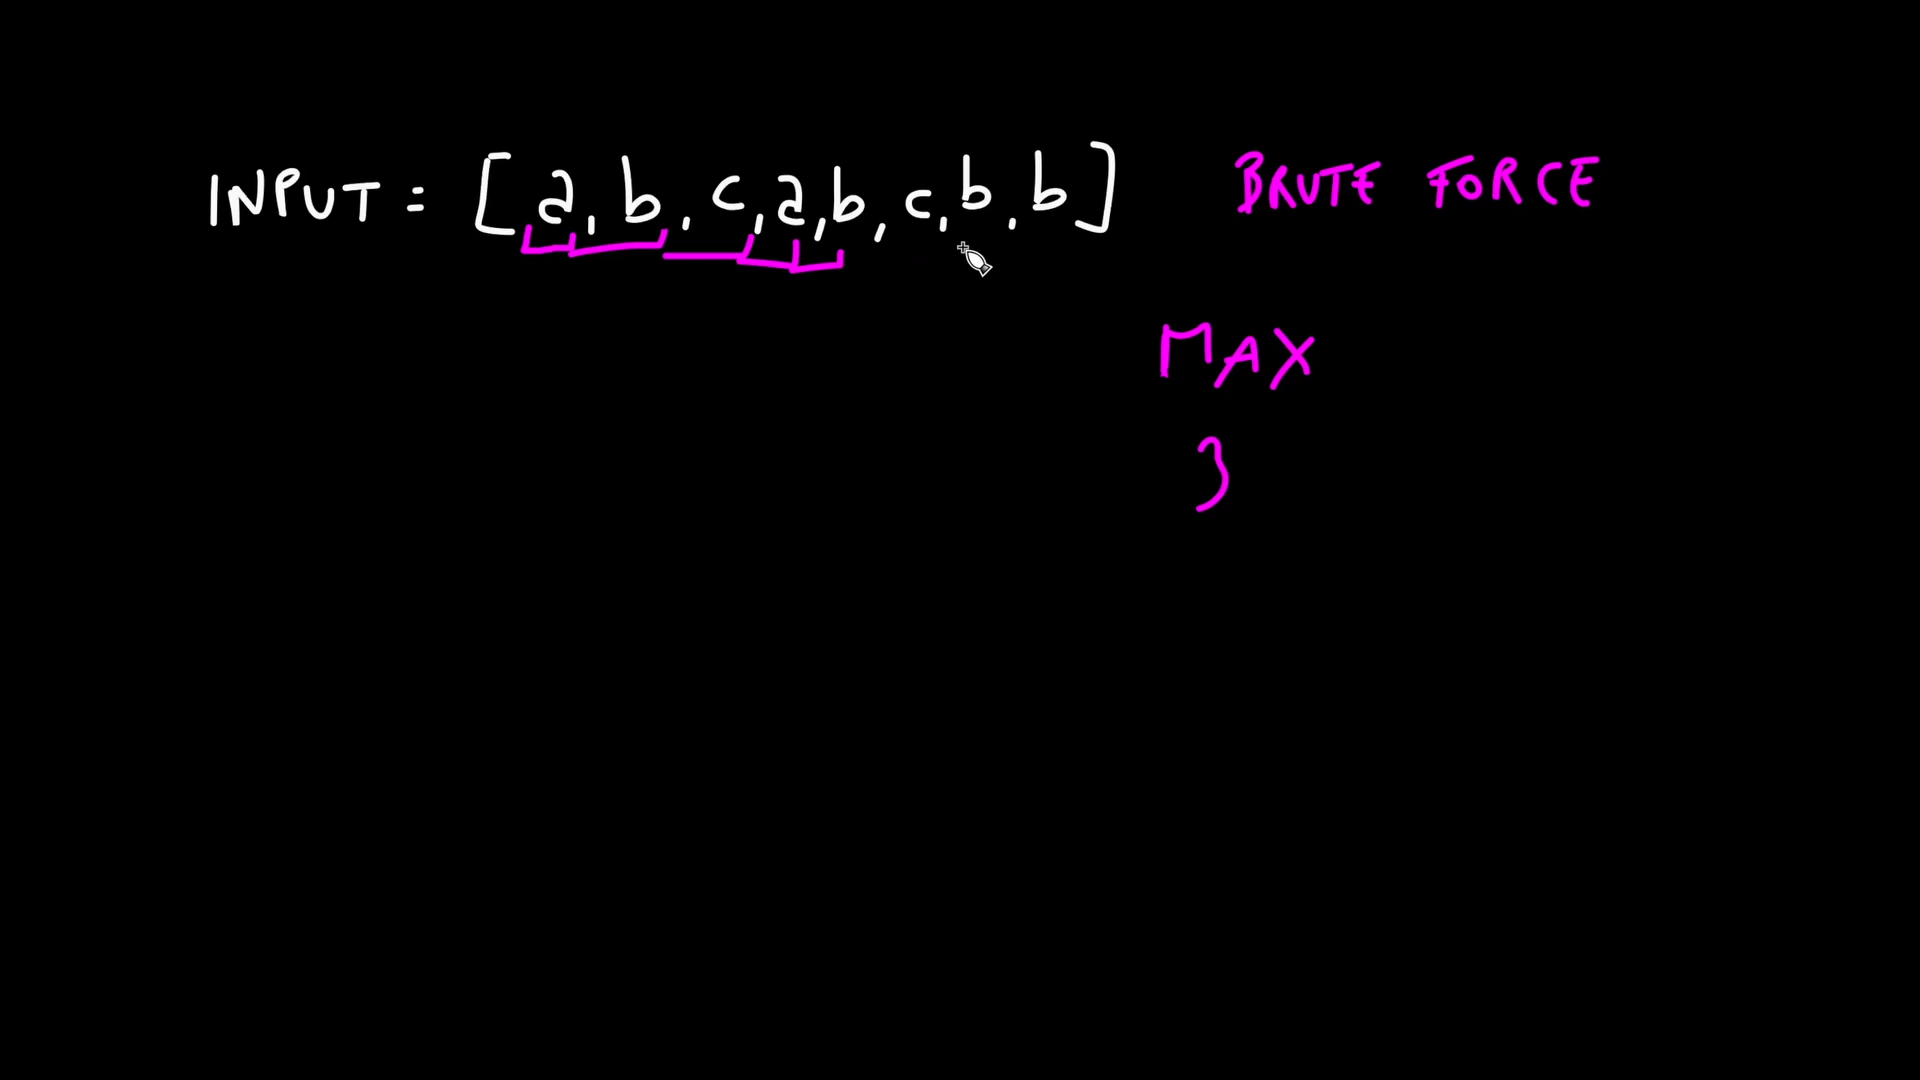 INPUT = [a, b, c, a, b, c, b, b] BRUTE FORCE
MAX
3